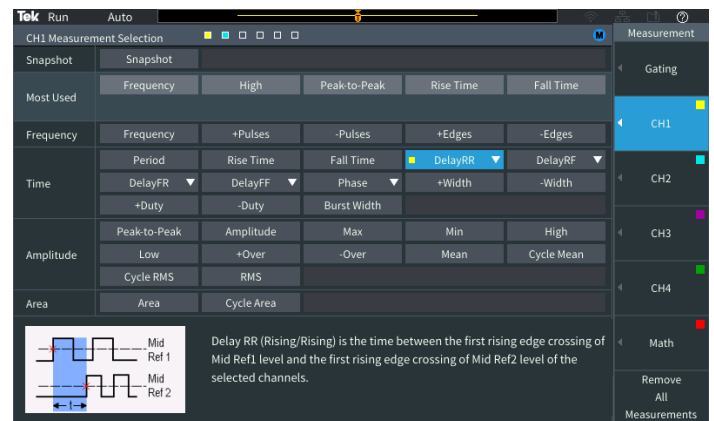 Tek Run Auto
CH1 Measurement Selection M Measurement
Snapshot Snapshot
Gating
Most Used Frequency High Peak-to-Peak Rise Time Fall Time
CH1
Frequency Frequency +Pulses -Pulses +Edges -Edges
Time Period Rise Time Fall Time DelayRR DelayRF
DelayFR DelayFF Phase +Width -Width
CH2
+Duty -Duty Burst Width
Amplitude Peak-to-Peak Amplitude Max Min High
CH3
Low +Over -Over Mean Cycle Mean
Cycle RMS RMS
CH4
Area Area Cycle Area
Mid
Ref 1
Mid
Ref 2
t
Delay RR (Rising/Rising) is the time between the first rising edge crossing of
Mid Ref1 level and the first rising edge crossing of Mid Ref2 level of the
selected channels.
Math
Remove
All
Measurements